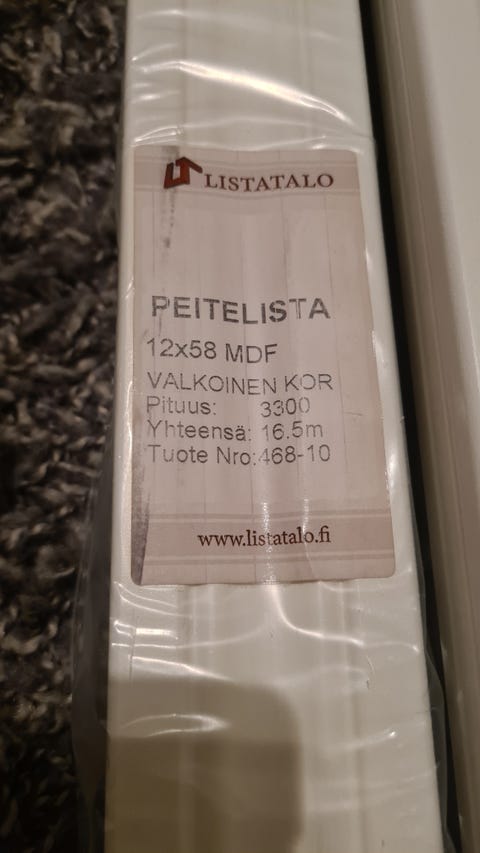 LISTATALO
PEITELISTA
12x58 MDF
VALKOINEN KOR
Pituus: 3300
Yhteensä: 16.5m
Tuote Nro:468-10
www.listatalo.fi